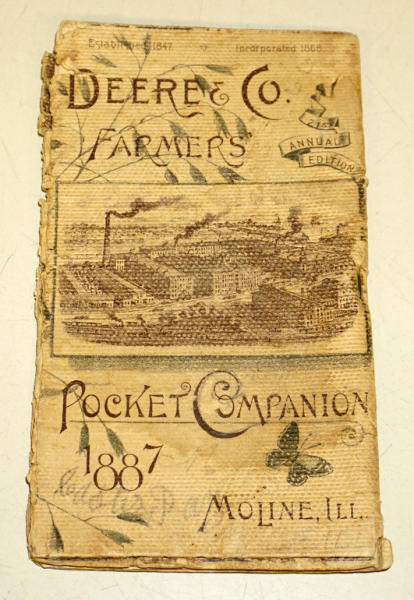 Established 1847 Incorporated 1868
DEERE & CO.
FARMERS'
ANNUAL
EDITION
POCKET COMPANION
1887
MOLINE, ILL.